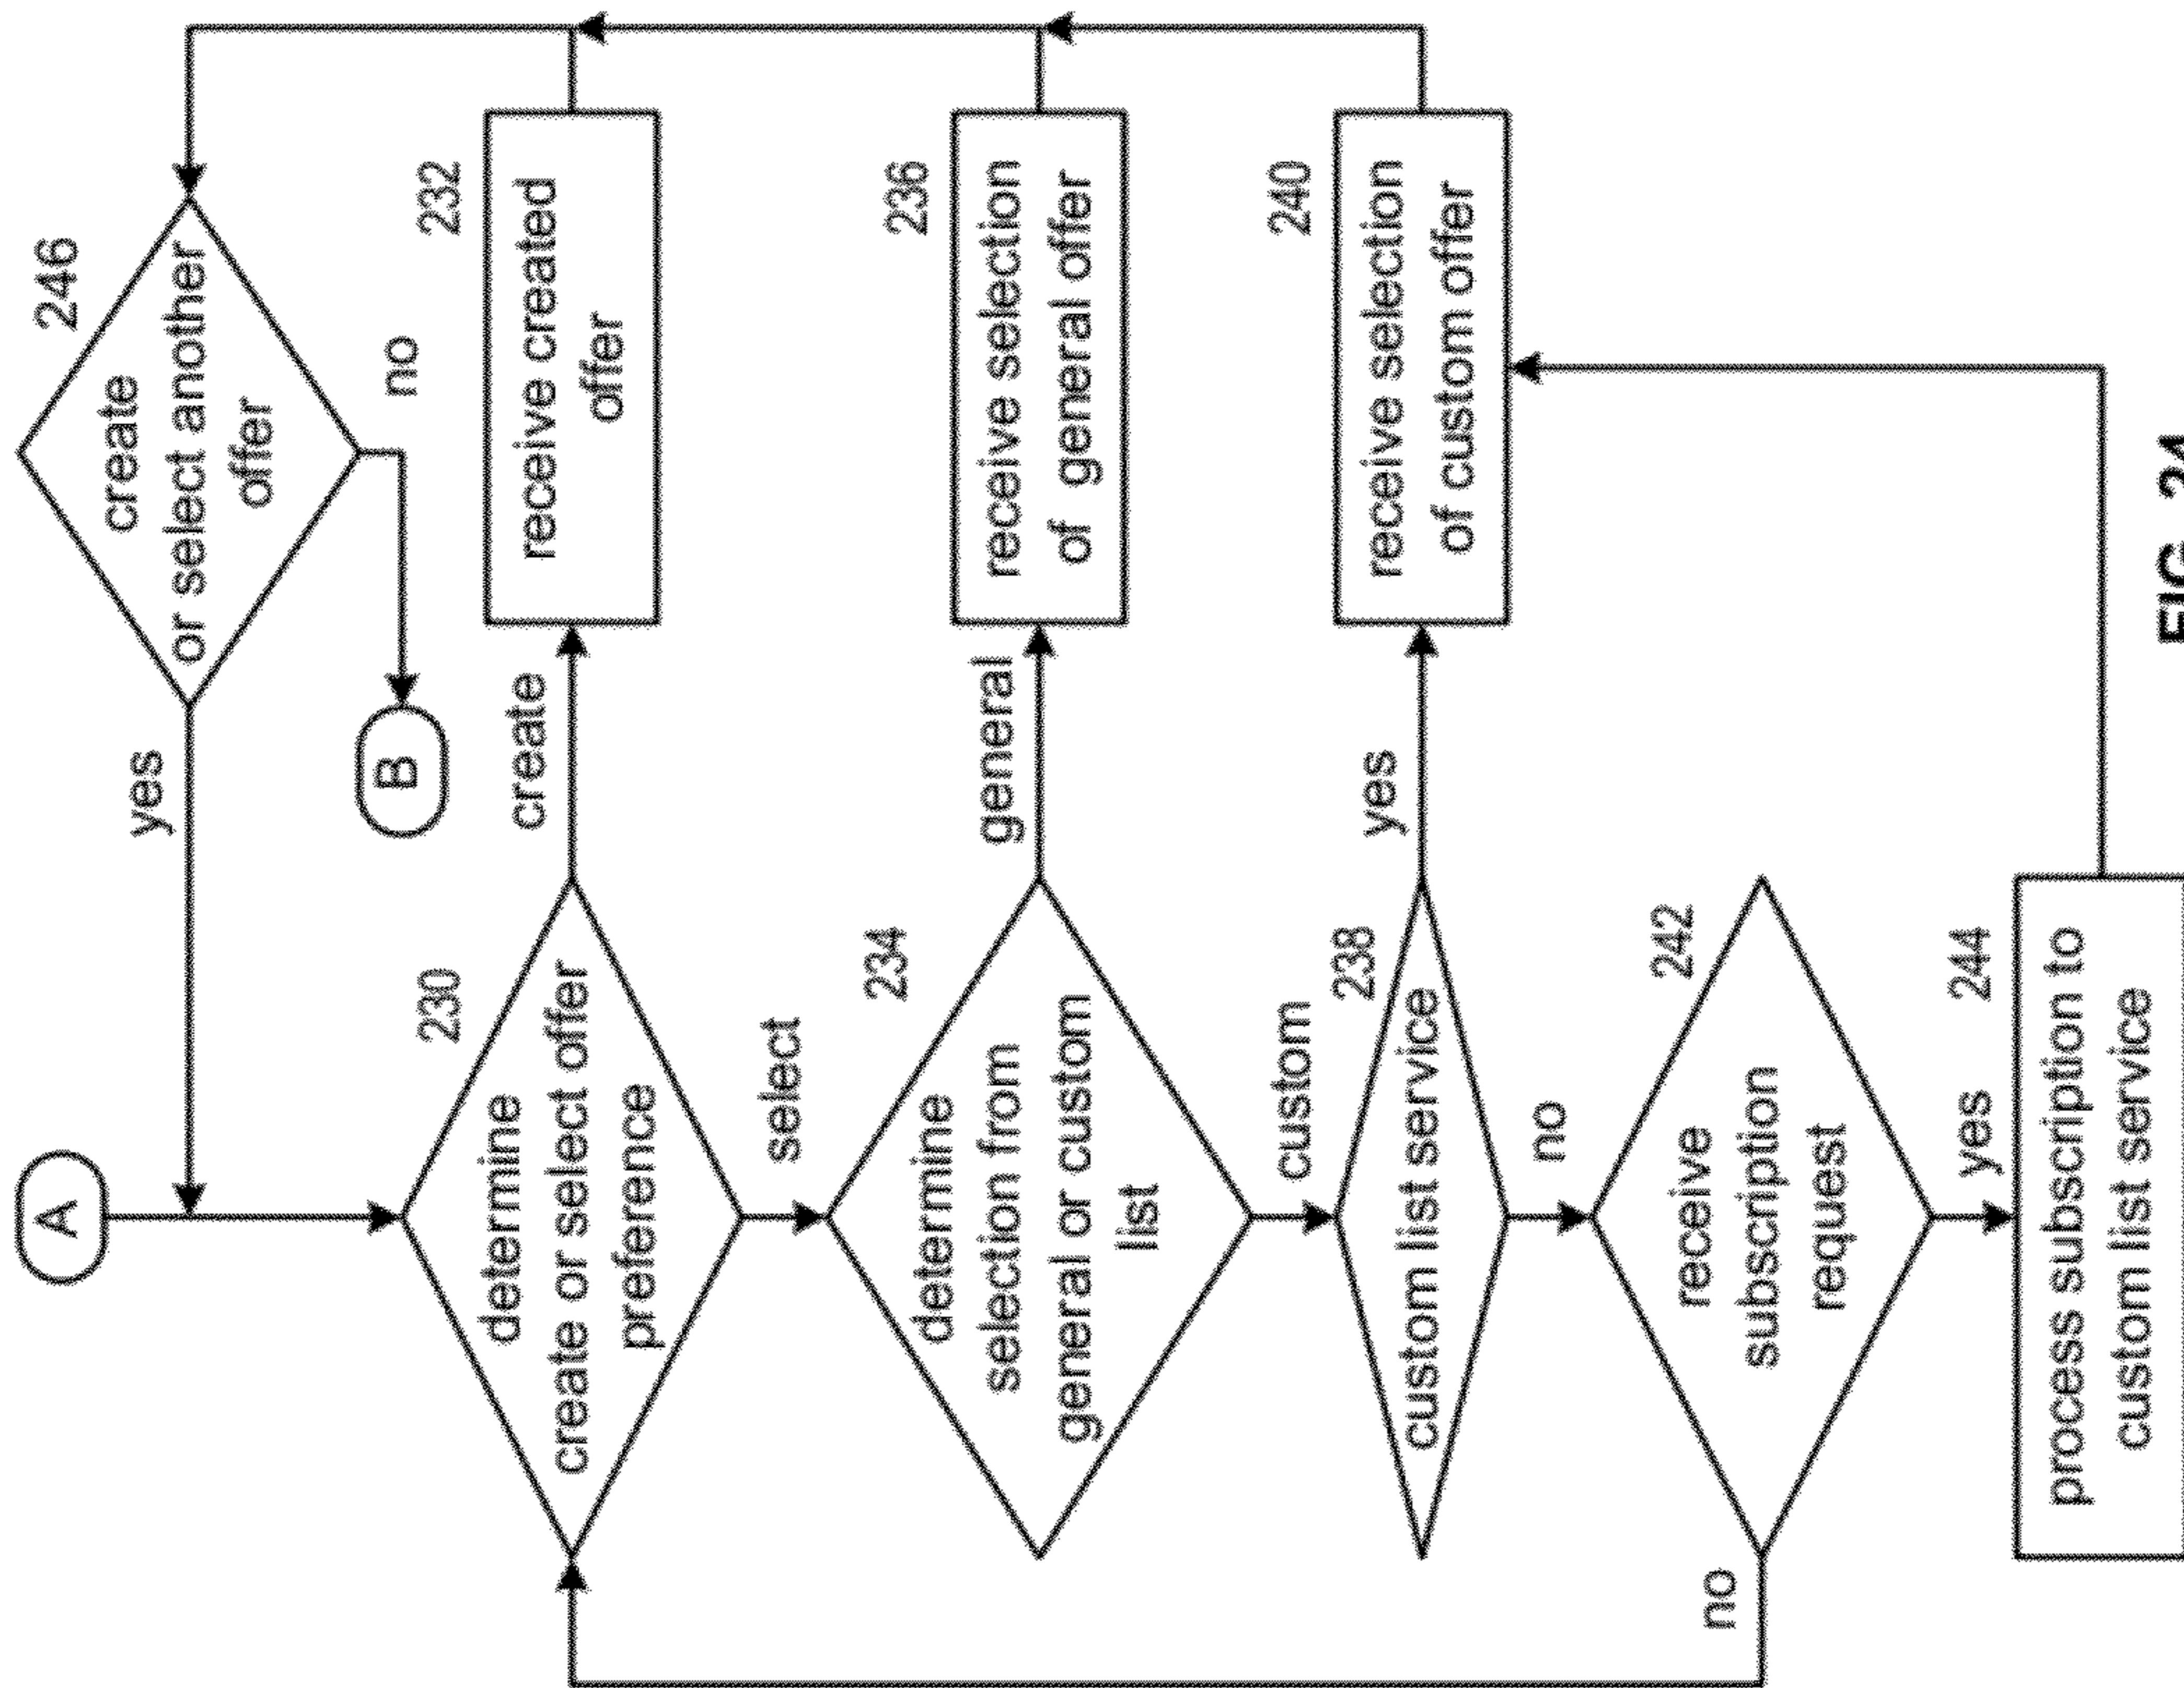 A
yes
create
or select another
offer
246
no
B
determine
create or select offer
preference
230
create
receive created
offer
232
select
determine
selection from
general or custom
list
234
general
receive selection
of general offer
236
custom
custom list service
238
yes
receive selection
of custom offer
240
no
receive
subscription
request
242
no
yes
process subscription to
custom list service
244
FIG. 24